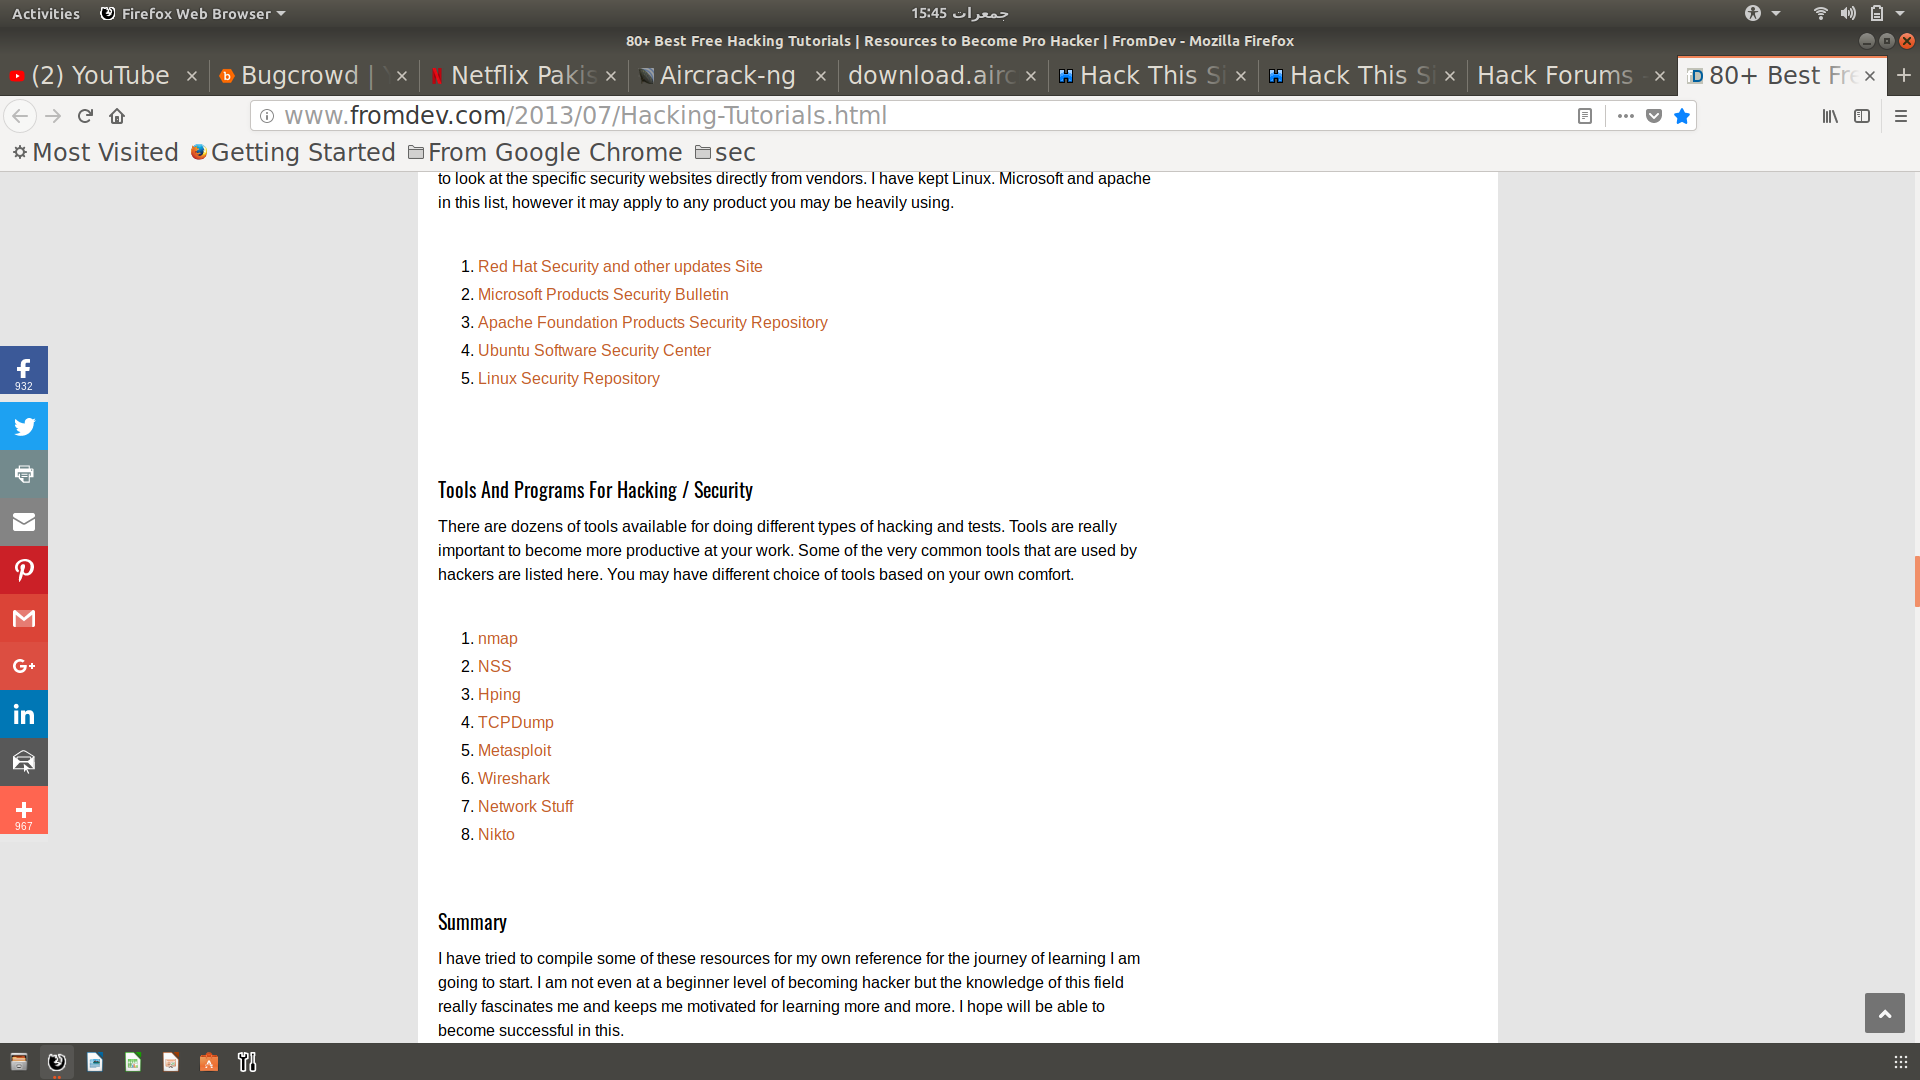 Activities
Firefox Web Browser
جمعرات 15:45
80+ Best Free Hacking Tutorials | Resources to Become Pro Hacker | FromDev - Mozilla Firefox
(2) YouTube
Bugcrowd |
Netflix Pakis
Aircrack-ng
download.airc
Hack This Si
Hack This Si
Hack Forums
80+ Best Fre
www.fromdev.com/2013/07/Hacking-Tutorials.html
Most Visited
Getting Started
From Google Chrome
sec
to look at the specific security websites directly from vendors. I have kept Linux. Microsoft and apache
in this list, however it may apply to any product you may be heavily using.
1. Red Hat Security and other updates Site
2. Microsoft Products Security Bulletin
3. Apache Foundation Products Security Repository
4. Ubuntu Software Security Center
5. Linux Security Repository
932
Tools And Programs For Hacking / Security
There are dozens of tools available for doing different types of hacking and tests. Tools are really
important to become more productive at your work. Some of the very common tools that are used by
hackers are listed here. You may have different choice of tools based on your own comfort.
1. nmap
2. NSS
3. Hping
4. TCPDump
5. Metasploit
6. Wireshark
7. Network Stuff
8. Nikto
967
Summary
I have tried to compile some of these resources for my own reference for the journey of learning I am
going to start. I am not even at a beginner level of becoming hacker but the knowledge of this field
really fascinates me and keeps me motivated for learning more and more. I hope will be able to
become successful in this.